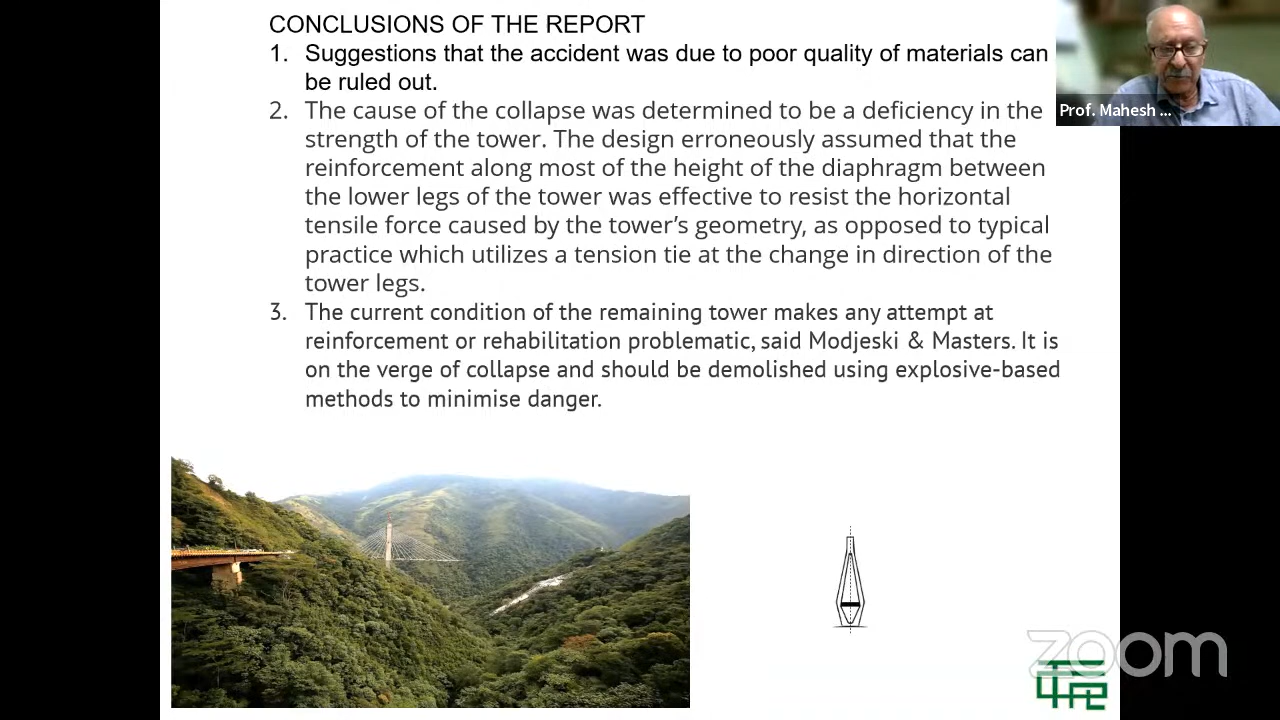 CONCLUSIONS OF THE REPORT
1. Suggestions that the accident was due to poor quality of materials can
be ruled out.
2. The cause of the collapse was determined to be a deficiency in the
strength of the tower. The design erroneously assumed that the
reinforcement along most of the height of the diaphragm between
the lower legs of the tower was effective to resist the horizontal
tensile force caused by the tower’s geometry, as opposed to typical
practice which utilizes a tension tie at the change in direction of the
tower legs.
3. The current condition of the remaining tower makes any attempt at
reinforcement or rehabilitation problematic, said Modjeski & Masters. It is
on the verge of collapse and should be demolished using explosive-based
methods to minimise danger.
Prof. Mahesh ...
zoom